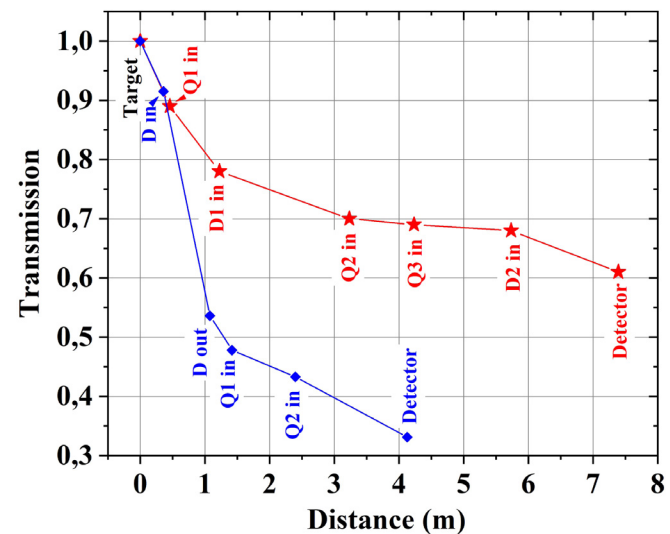 Transmission
1,0
0,9
0,8
0,7
0,6
0,5
0,4
0,3
Target
D in
Q1 in
D1 in
Q2 in
Q3 in
D2 in
Detector
D out
Q1 in
Q2 in
Detector
0 1 2 3 4 5 6 7 8
Distance (m)